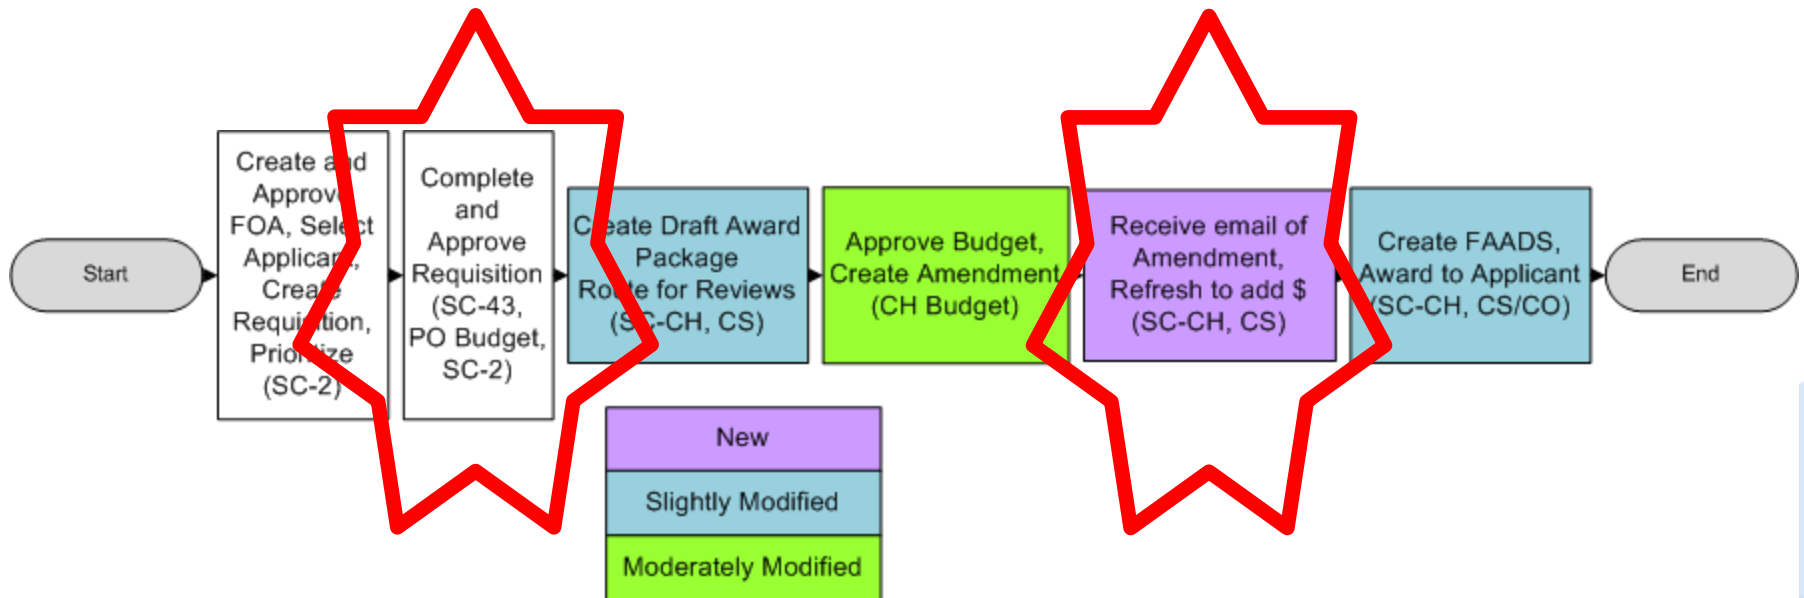 Start
Create and
Approve
FOA, Select
Applicant,
Create
Requisition,
Prioritize
(SC-2)
Complete
and
Approve
Requisition
(SC-43,
PO Budget,
SC-2)
Create Draft Award
Package
Route for Reviews
(SC-CH, CS)
Approve Budget,
Create Amendment
(CH Budget)
Receive email of
Amendment,
Refresh to add $
(SC-CH, CS)
Create FAADS,
Award to Applicant
(SC-CH, CS/CO)
End
New
Slightly Modified
Moderately Modified